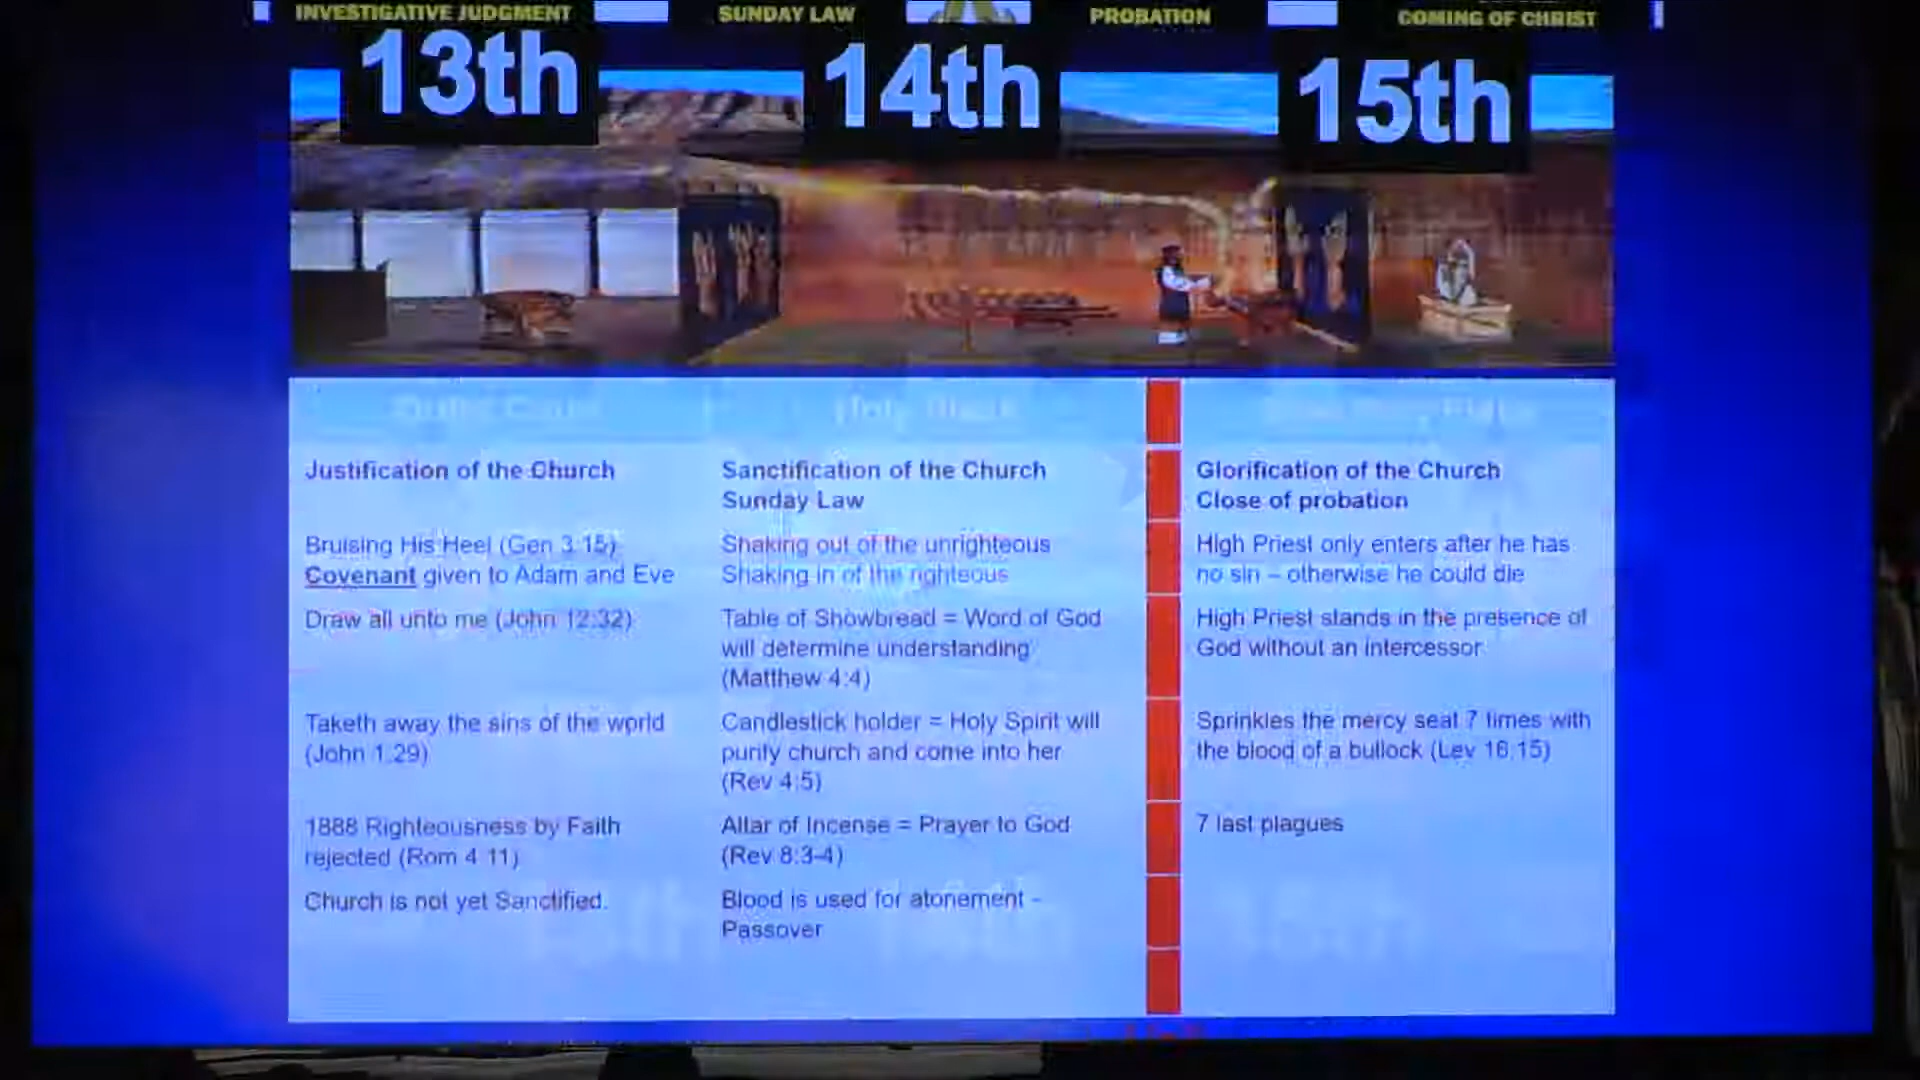 INVESTIGATIVE JUDGMENT
SUNDAY LAW
PROBATION
COMING OF CHRIST
13th
14th
15th
Justification of the Church
Bruising His Heel (Gen 3:15)
Covenant given to Adam and Eve
Draw all unto me (John 12:32)
Taketh away the sins of the world
(John 1:29)
1888 Righteousness by Faith
rejected (Rom 4:11)
Church is not yet Sanctified.
Sanctification of the Church
Sunday Law
Shaking out of the unrighteous
Shaking in of the righteous
Table of Showbread = Word of God
will determine understanding
(Matthew 4:4)
Candlestick holder = Holy Spirit will
purify church and come into her
(Rev 4:5)
Altar of Incense = Prayer to God
(Rev 8:3-4)
Blood is used for atonement -
Passover
Glorification of the Church
Close of probation
High Priest only enters after he has
no sin – otherwise he could die
High Priest stands in the presence of
God without an intercessor
Sprinkles the mercy seat 7 times with
the blood of a bullock (Lev 16:15)
7 last plagues